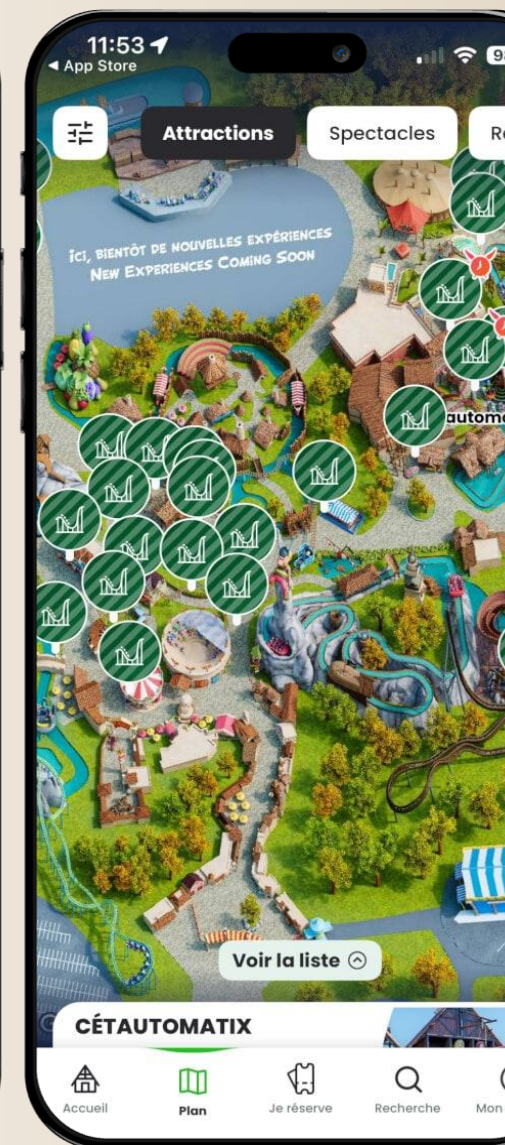 11:53
App Store
Attractions
Spectacles
ICI, BIENTÔT DE NOUVELLES EXPÉRIENCES
NEW EXPERIENCES COMING SOON
automa
Voir la liste
CÉTAUTOMATIX
Accueil
Plan
Je réserve
Recherche
Mon